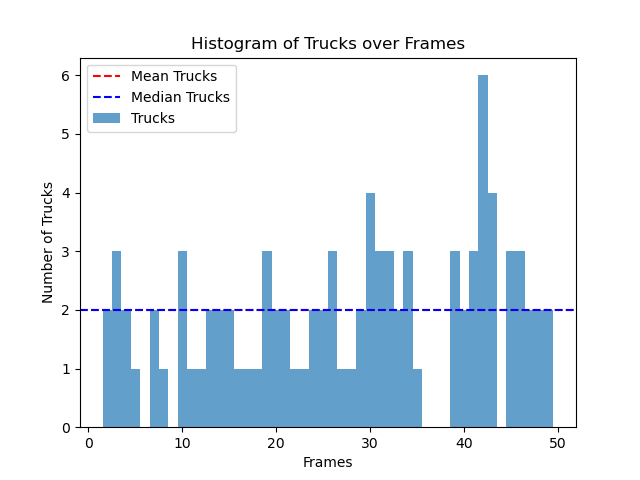 Histogram of Trucks over Frames
Mean Trucks
Median Trucks
Trucks
Number of Trucks
6
5
4
3
2
1
0
0 10 20 30 40 50
Frames